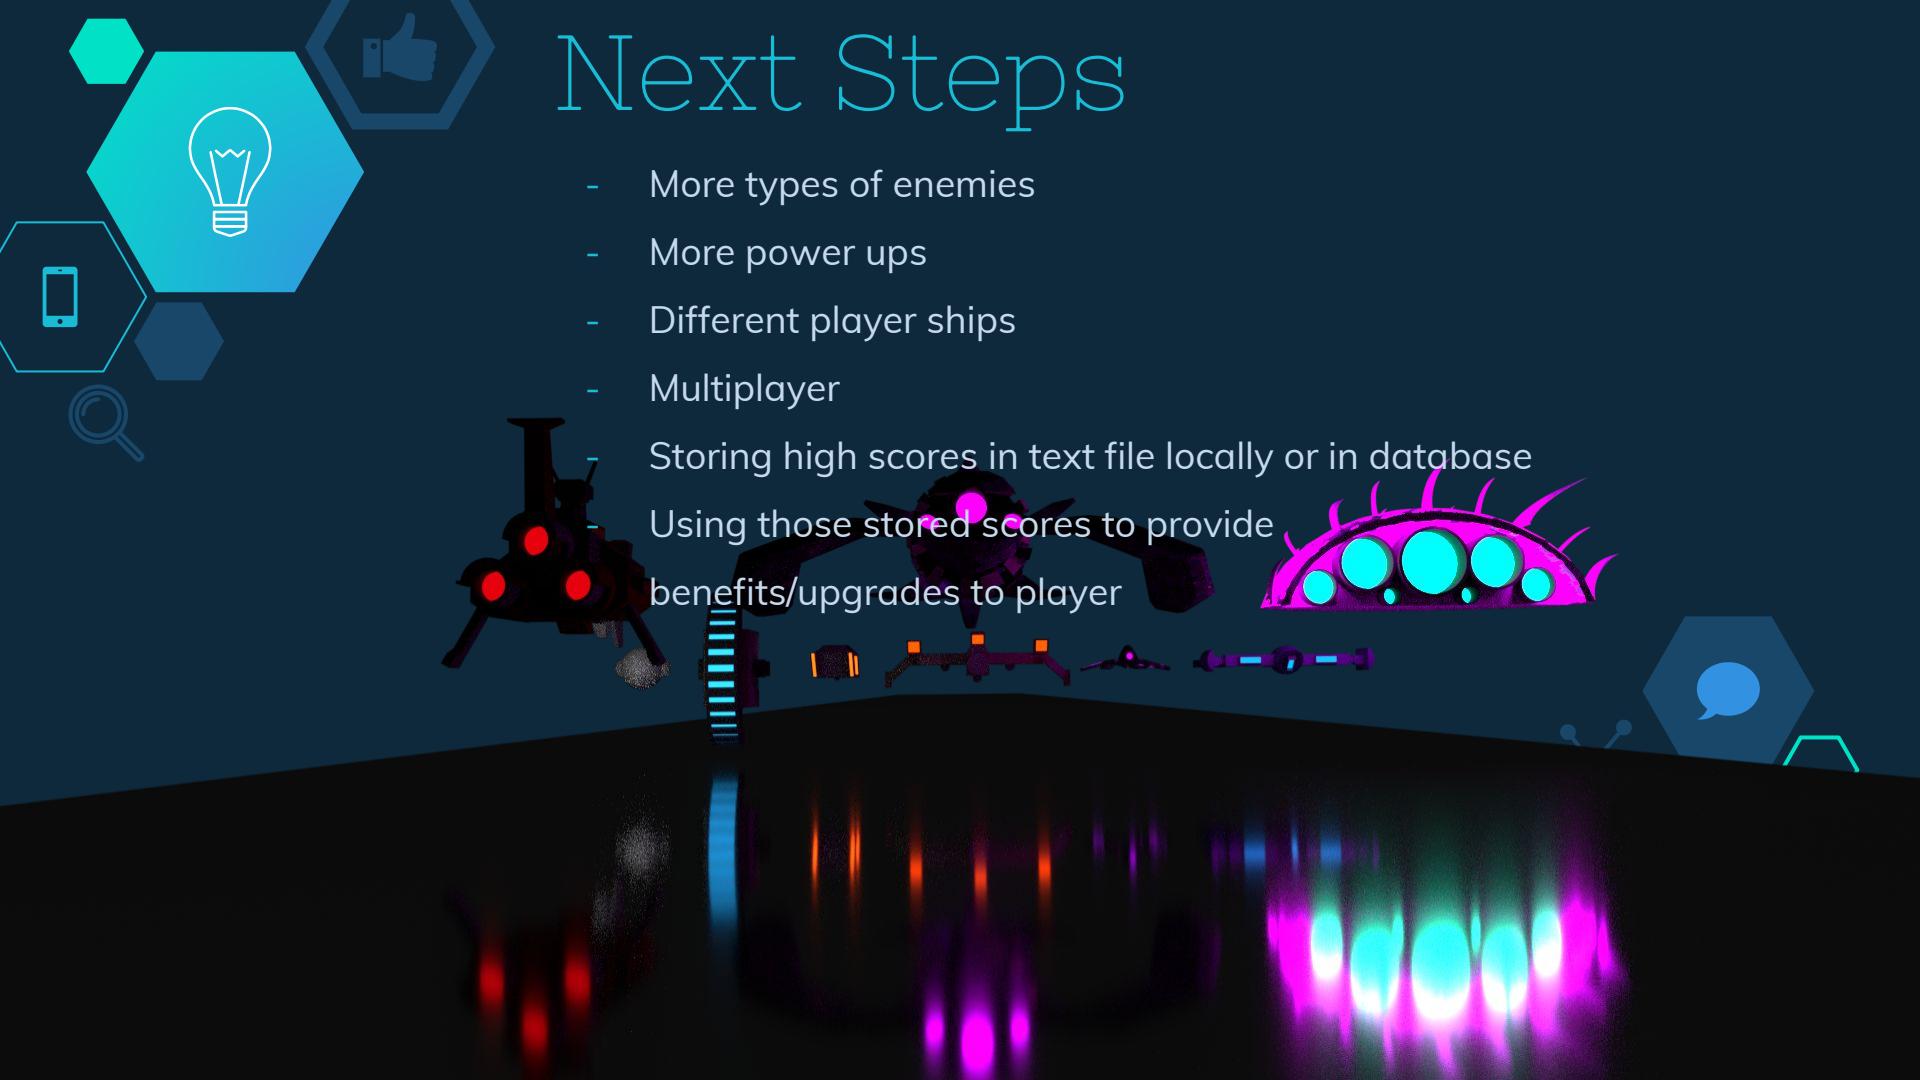 Next Steps
- More types of enemies
- More power ups
- Different player ships
- Multiplayer
- Storing high scores in text file locally or in database
- Using those stored scores to provide
benefits/upgrades to player